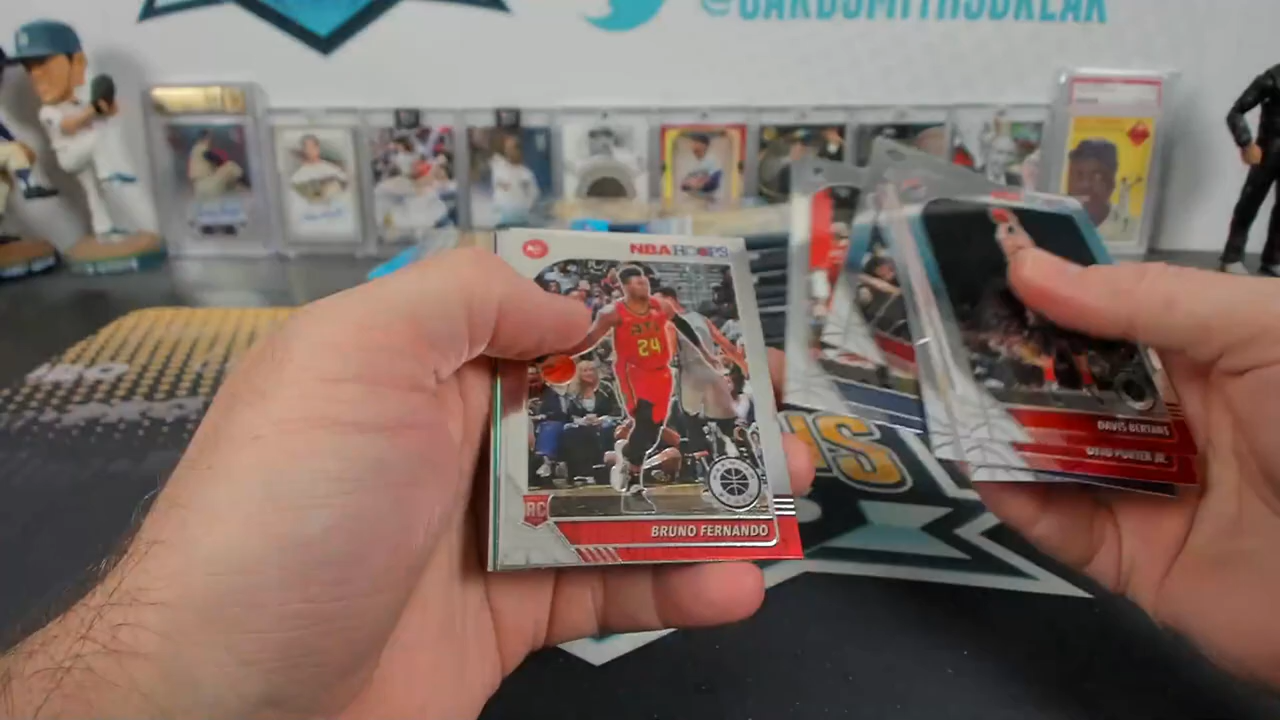 @CARDSMITHSBREAK
NBA HOOPS
24
RC
BRUNO FERNANDO
DAVIS BERTANS
OTTO PORTER JR.